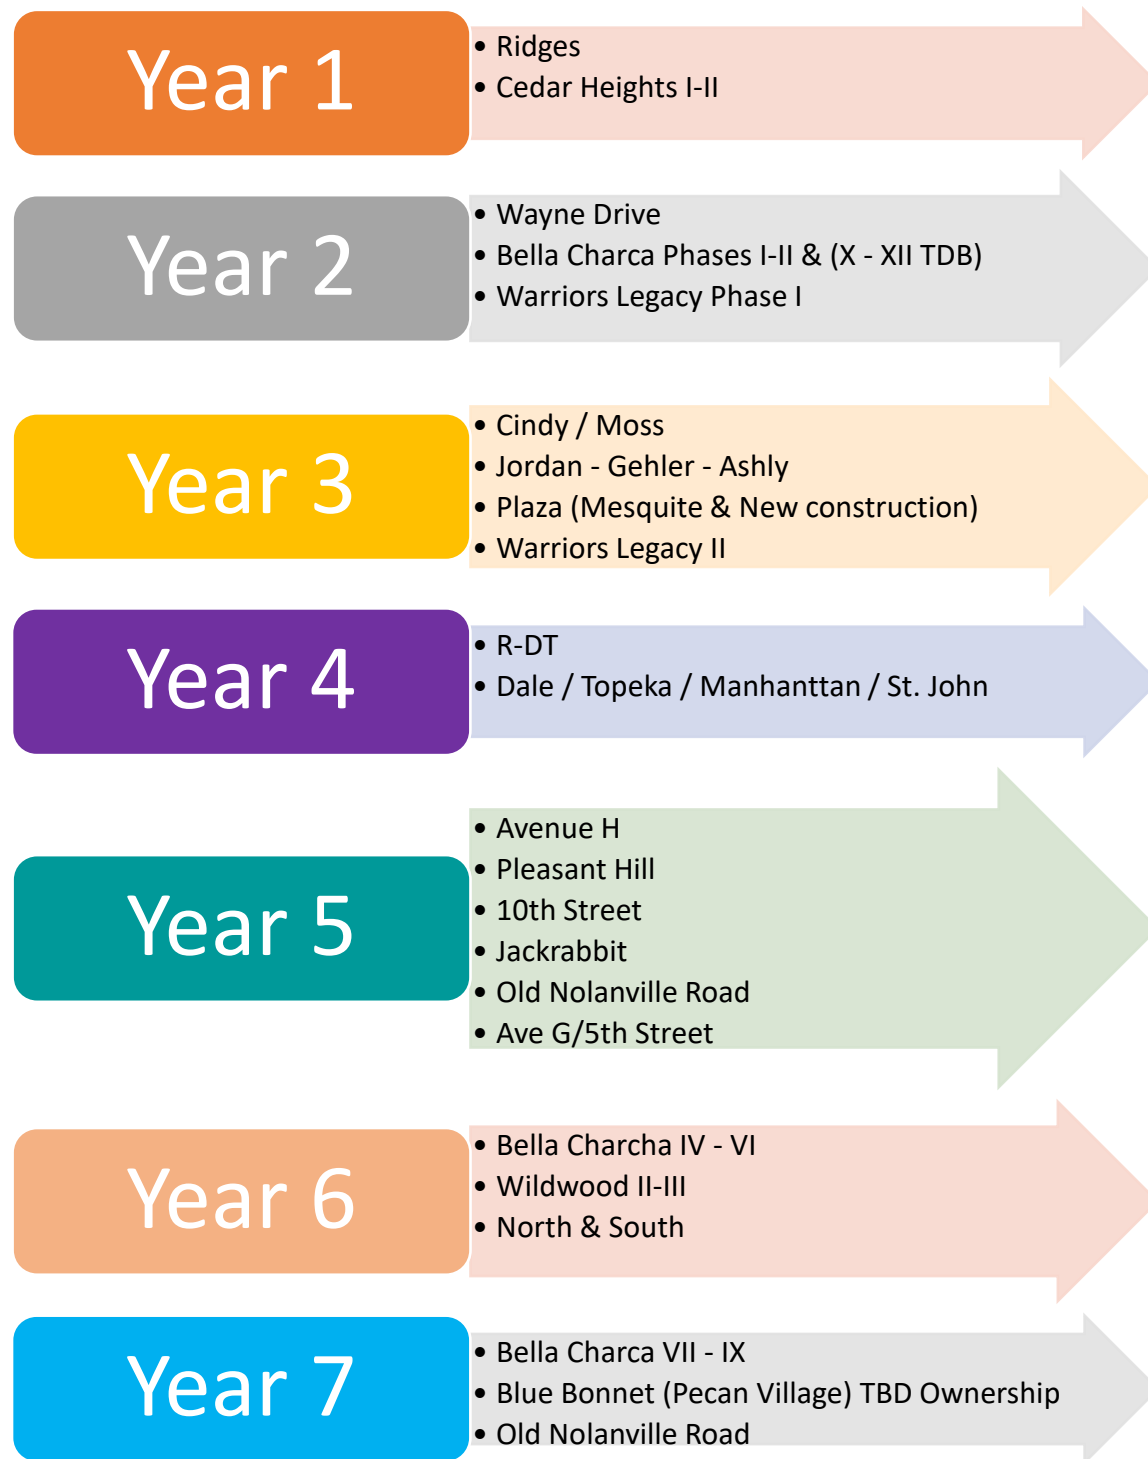 Year 1
• Ridges
• Cedar Heights I-II
Year 2
• Wayne Drive
• Bella Charca Phases I-II & (X - XII TDB)
• Warriors Legacy Phase I
Year 3
• Cindy / Moss
• Jordan - Gehler - Ashly
• Plaza (Mesquite & New construction)
• Warriors Legacy II
Year 4
• R-DT
• Dale / Topeka / Manhanttan / St. John
Year 5
• Avenue H
• Pleasant Hill
• 10th Street
• Jackrabbit
• Old Nolanville Road
• Ave G/5th Street
Year 6
• Bella Charcha IV - VI
• Wildwood II-III
• North & South
Year 7
• Bella Charca VII - IX
• Blue Bonnet (Pecan Village) TBD Ownership
• Old Nolanville Road